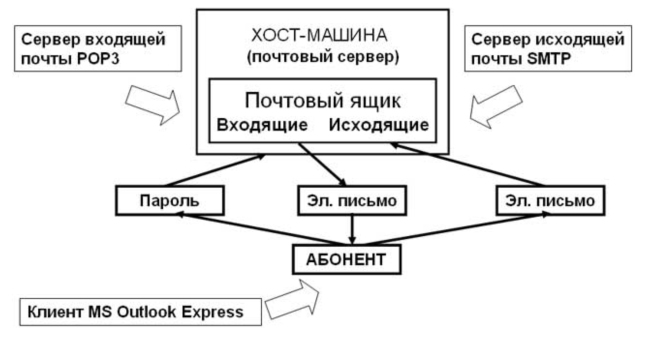 Сервер входящей
почты POP3
ХОСТ-МАШИНА
(почтовый сервер)
Сервер исходящей
почты SMTP
Почтовый ящик
Входящие Исходящие
Пароль
Эл. письмо
Эл. письмо
АБОНЕНТ
Клиент MS Outlook Express